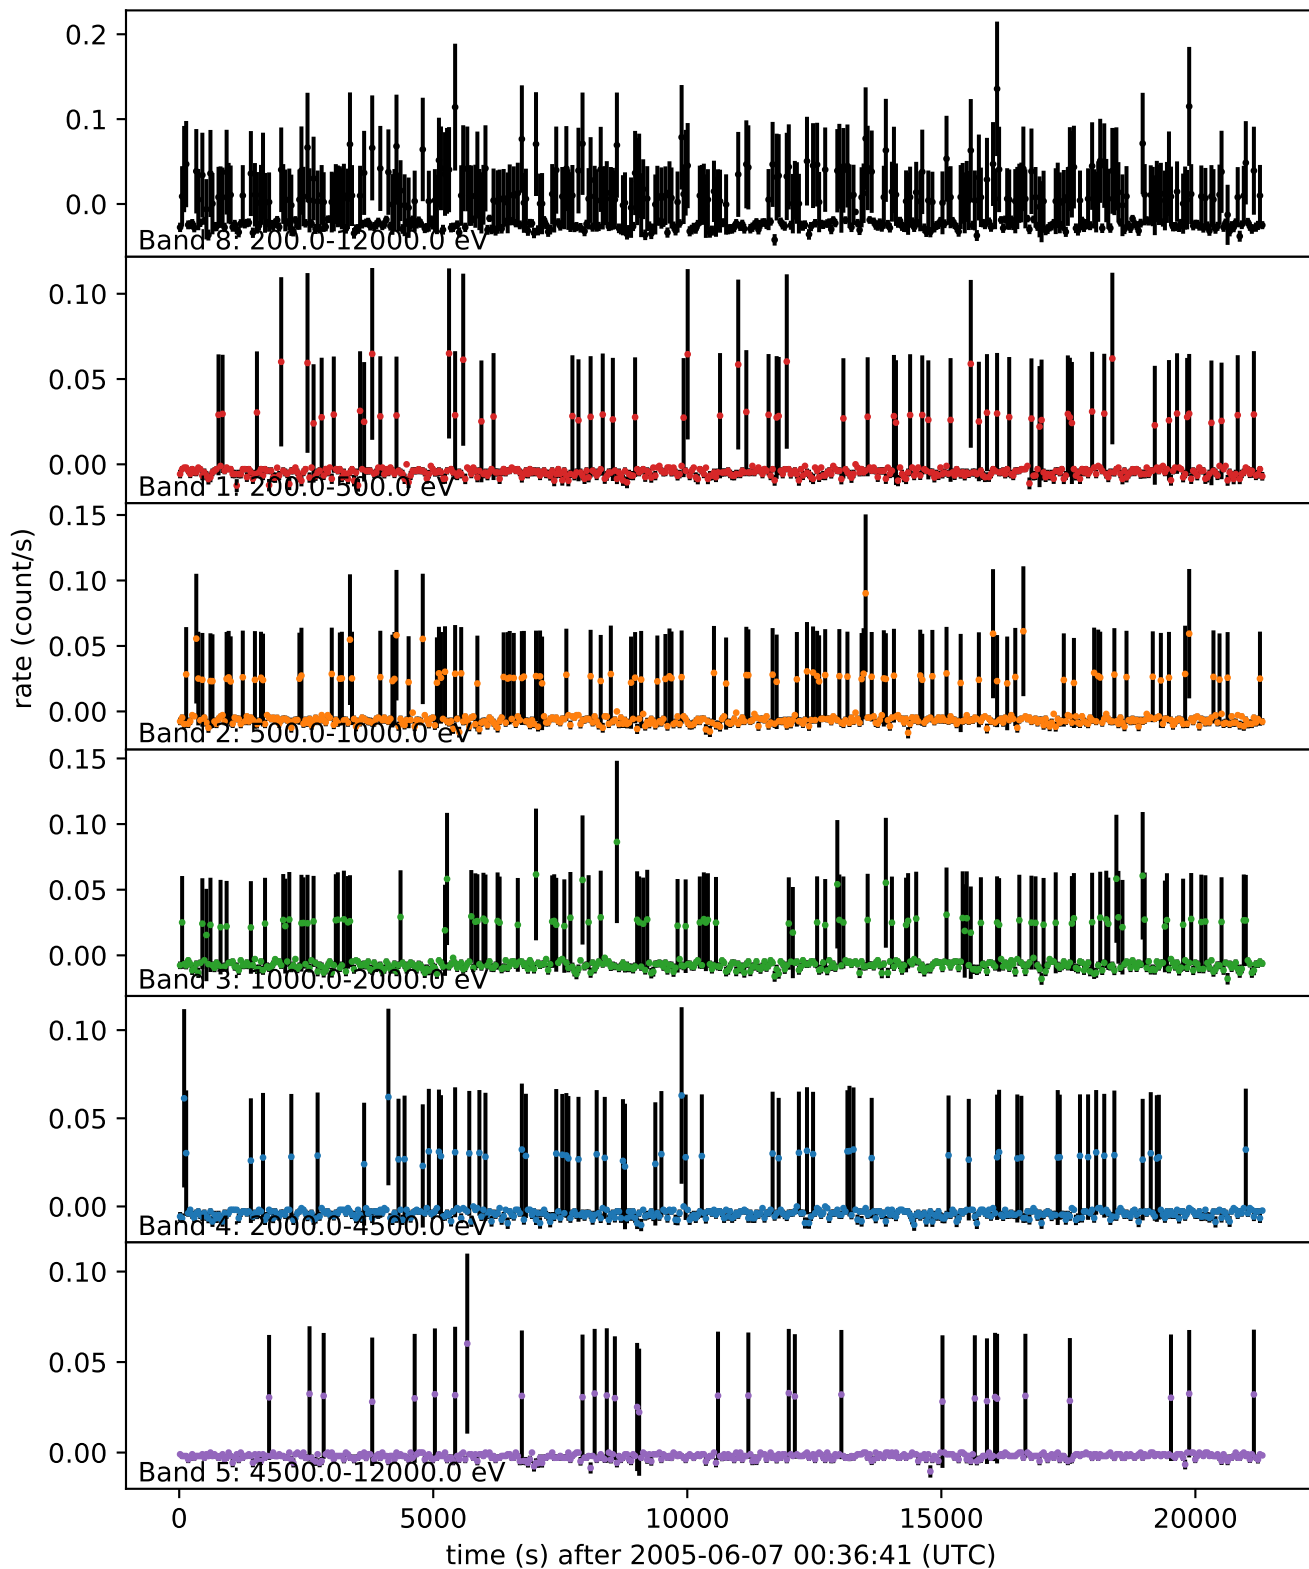 0.2
0.1
0.0
Band 8: 200.0-12000.0 eV
0.10
0.05
0.00
Band 1: 200.0-500.0 eV
rate (count/s)
0.15
0.10
0.05
0.00
Band 2: 500.0-1000.0 eV
0.15
0.10
0.05
0.00
Band 3: 1000.0-2000.0 eV
0.10
0.05
0.00
Band 4: 2000.0-4500.0 eV
0.10
0.05
0.00
Band 5: 4500.0-12000.0 eV
0 5000 10000 15000 20000
time (s) after 2005-06-07 00:36:41 (UTC)